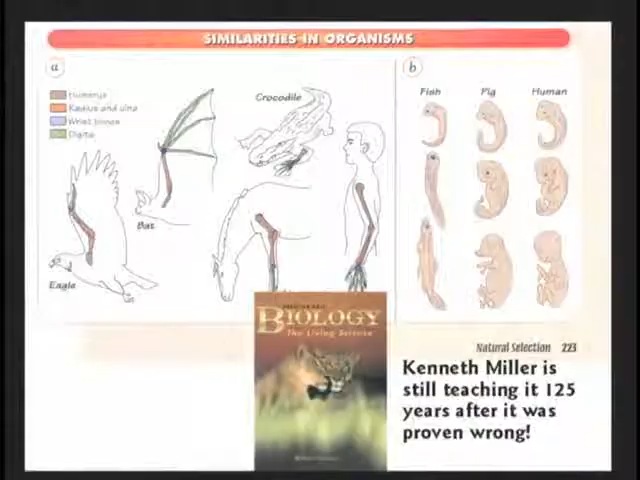 SIMILARITIES IN ORGANISMS
a
b
Humerus
Radius and ulna
Wrist bones
Digits
Crocodile
Fish
Pig
Human
Bat
Eagle
BIOLOGY
The Living Science
Natural Selection 223
Kenneth Miller is
still teaching it 125
years after it was
proven wrong!